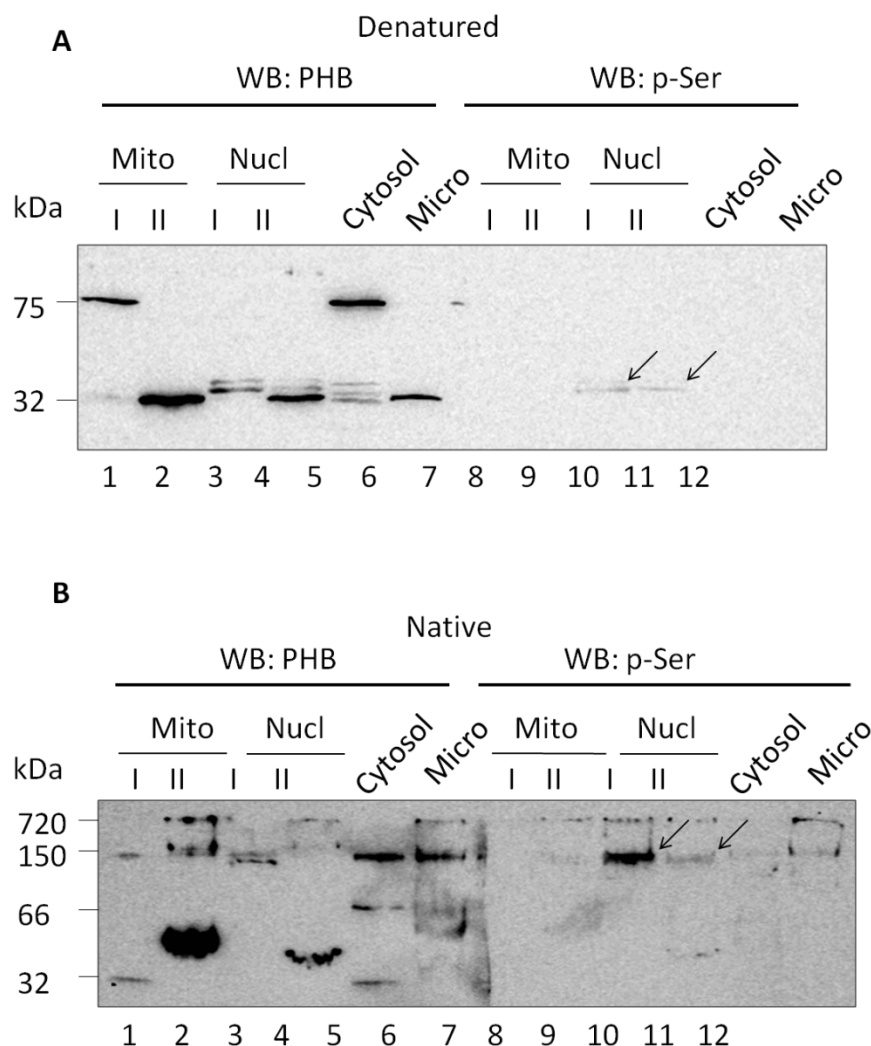 A
Denatured
WB: PHB WB: p-Ser
Mito Nucl Cytosol Micro Mito Nucl Cytosol Micro
kDa
I II I II I II I II
75
32
1 2 3 4 5 6 7 8 9 10 11 12
B
Native
WB: PHB WB: p-Ser
Mito Nucl Cytosol Micro Mito Nucl Cytosol Micro
kDa
I II I II I II I II
720
150
66
32
1 2 3 4 5 6 7 8 9 10 11 12